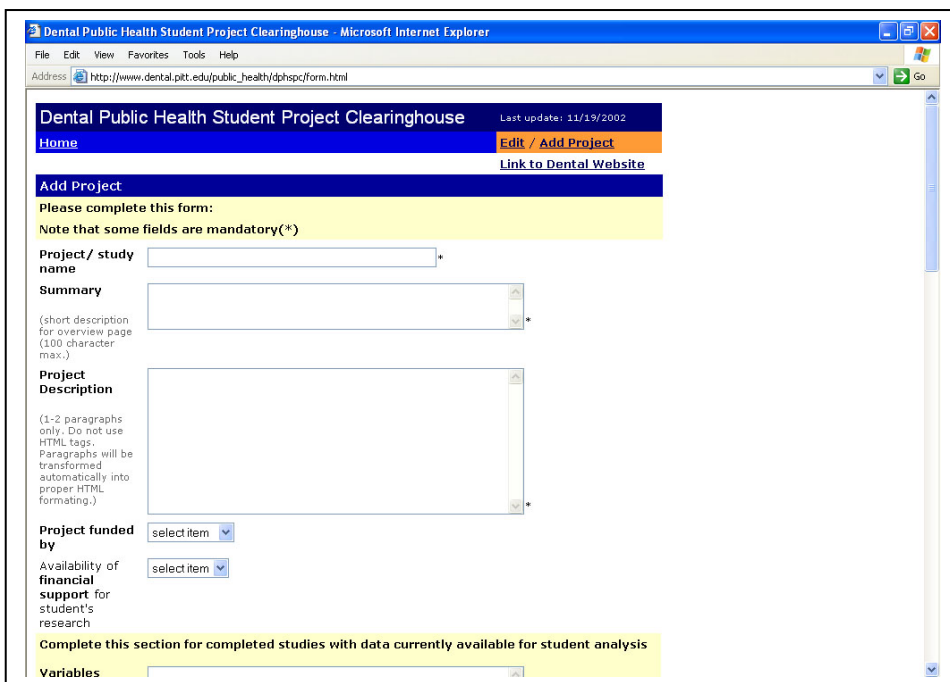 Dental Public Health Student Project Clearinghouse - Microsoft Internet Explorer
File Edit View Favorites Tools Help
Address http://www.dental.pitt.edu/public_health/dphspc/form.html Go
Dental Public Health Student Project Clearinghouse Last update: 11/19/2002
Home Edit / Add Project
Link to Dental Website
Add Project
Please complete this form:
Note that some fields are mandatory(*)
Project/ study
name
*
Summary
(short description
for overview page
(100 character
max.)
*
Project
Description
(1-2 paragraphs
only. Do not use
HTML tags.
Paragraphs will be
transformed
automatically into
proper HTML
formating.)
*
Project funded
by
select item
Availability of
financial
support for
student's
research
select item
Complete this section for completed studies with data currently available for student analysis
Variables